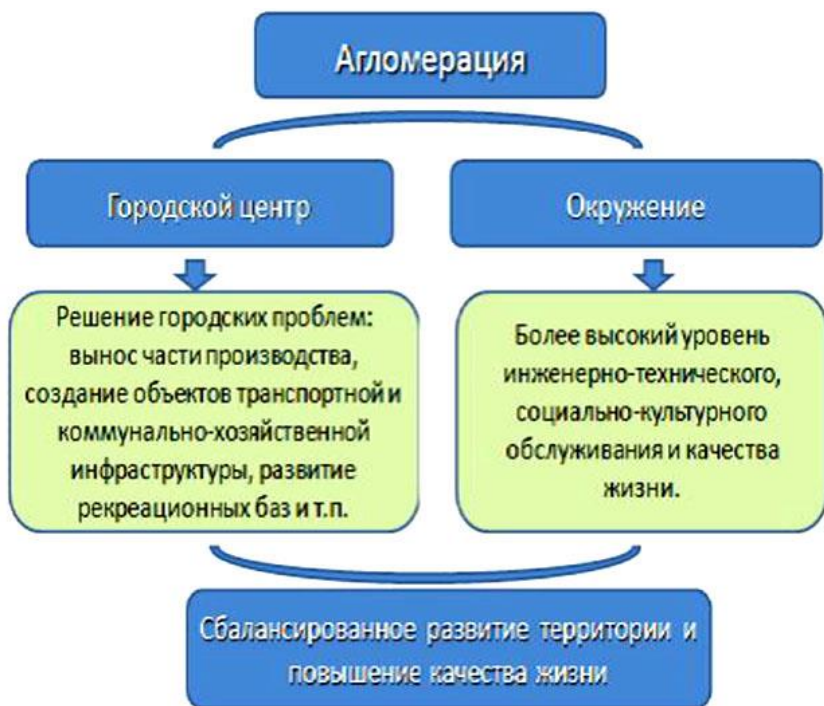 Агломерация
Городской центр
Окружение
Решение городских проблем:
вынос части производства,
создание объектов транспортной и
коммунально-хозяйственной
инфраструктуры, развитие
рекреационных баз и т.п.
Более высокий уровень
инженерно-технического,
социально-культурного
обслуживания и качества
жизни.
Сбалансированное развитие территории и
повышение качества жизни